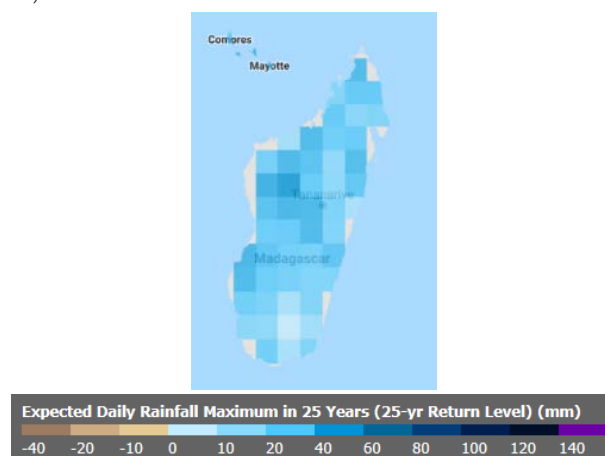 Comores
Mayotte
Tananarive
Madagascar
Expected Daily Rainfall Maximum in 25 Years (25-yr Return Level) (mm)
-40 -20 -10 0 10 20 40 60 80 100 120 140